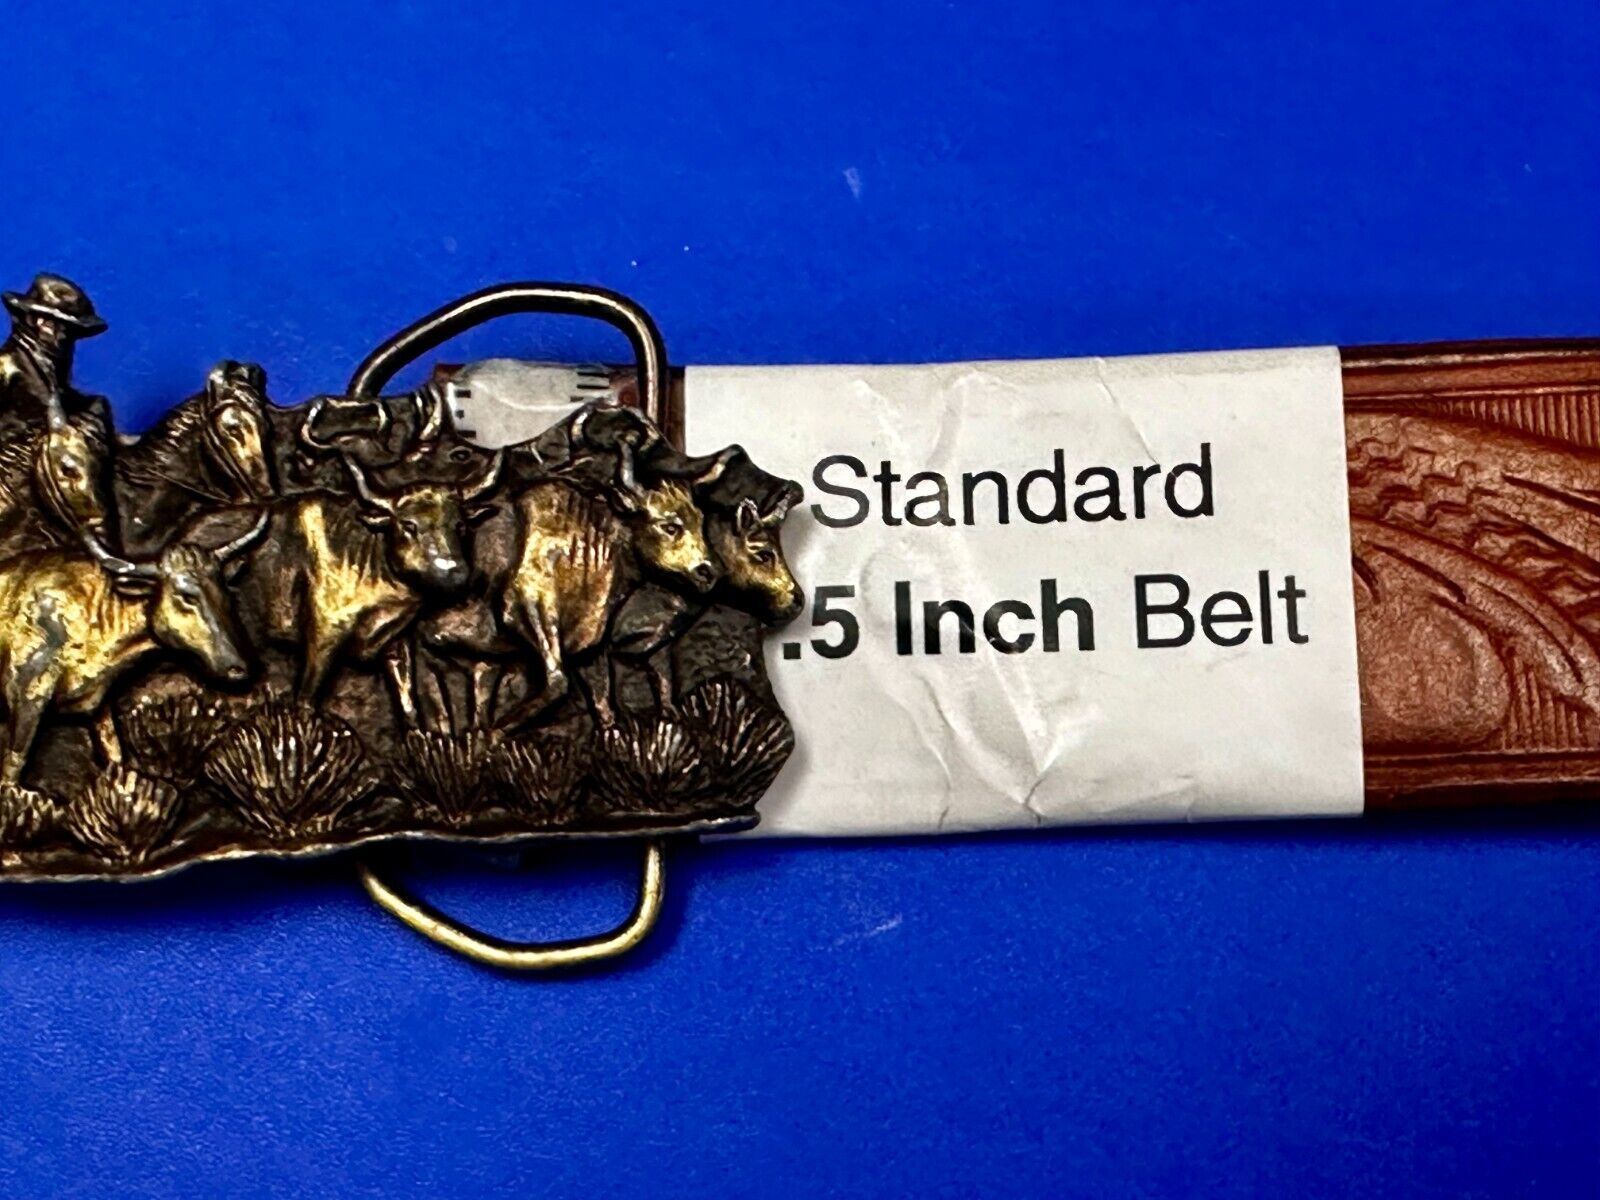 Standard
.5 Inch Belt